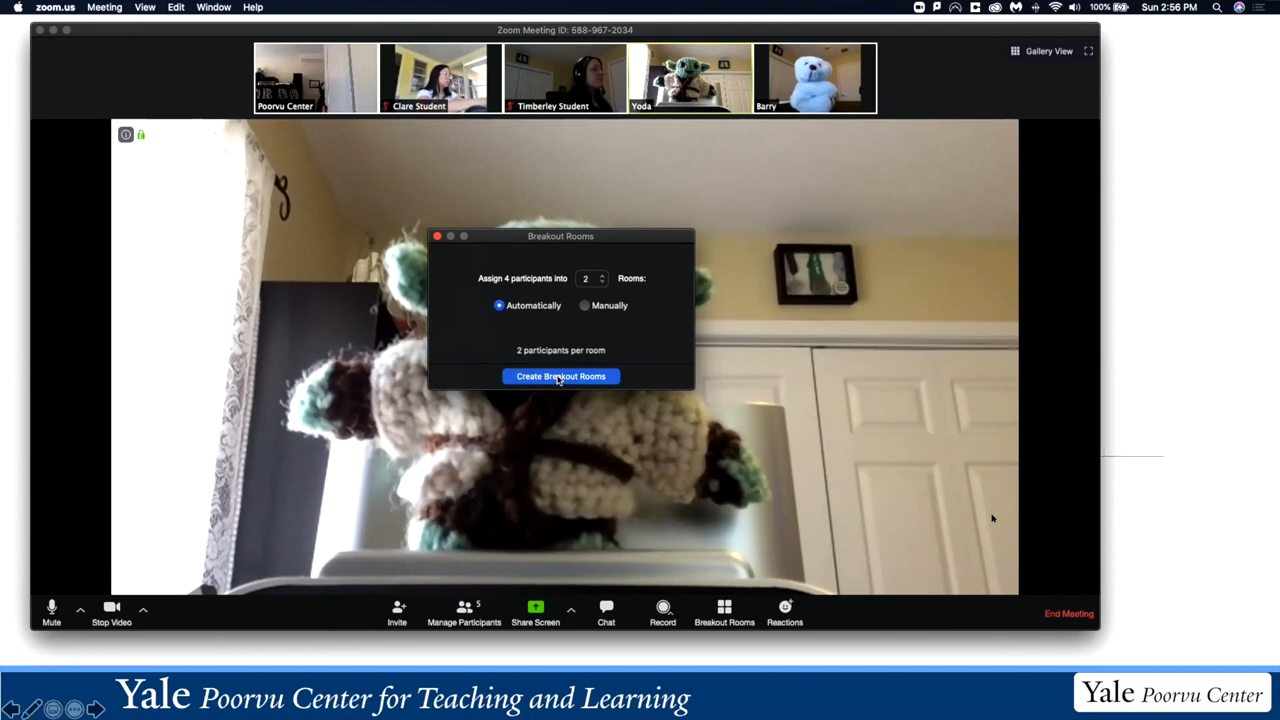 zoom.us Meeting View Edit Window Help
100% Sun 2:56 PM
Zoom Meeting ID: 588-967-2034
Gallery View
Poorvu Center
Clare Student
Timberley Student
Yoda
Barry
Breakout Rooms
Assign 4 participants into 2 Rooms:
Automatically Manually
2 participants per room
Create Breakout Rooms
5
Mute Stop Video Invite Manage Participants Share Screen Chat Record Breakout Rooms Reactions End Meeting
Yale Poorvu Center for Teaching and Learning
Yale Poorvu Center